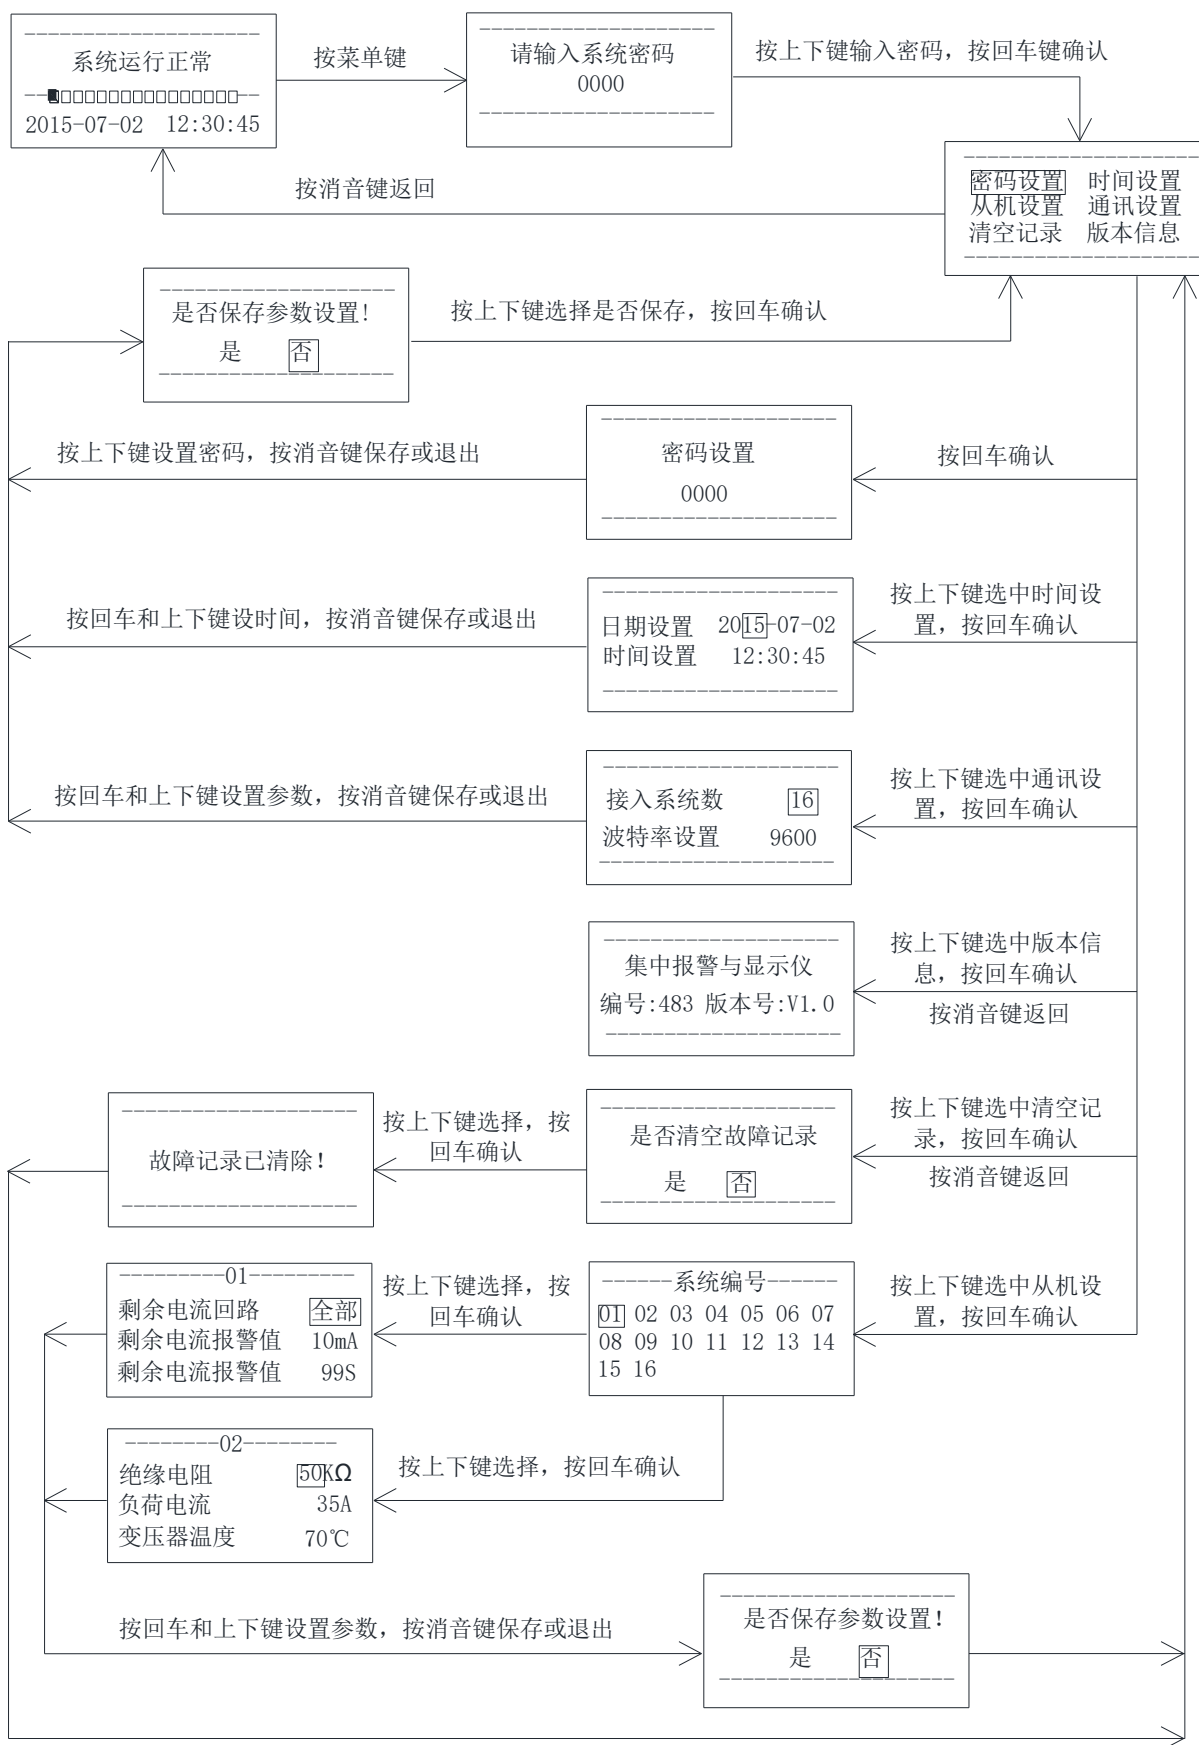 系统运行正常
2015-07-02 12:30:45
按菜单键
请输入系统密码
0000
按上下键输入密码，按回车键确认
密码设置 时间设置
从机设置 通讯设置
清空记录 版本信息
按消音键返回
是否保存参数设置!
是 否
按上下键选择是否保存，按回车确认
按上下键设置密码，按消音键保存或退出
密码设置
0000
按回车确认
按回车和上下键设时间，按消音键保存或退出
日期设置 2015-07-02
时间设置 12:30:45
按上下键选中时间设
置，按回车确认
按回车和上下键设置参数，按消音键保存或退出
接入系统数 16
波特率设置 9600
按上下键选中通讯设
置，按回车确认
集中报警与显示仪
编号:483 版本号:V1.0
按上下键选中版本信
息，按回车确认
按消音键返回
故障记录已清除!
按上下键选择，按
回车确认
是否清空故障记录
是 否
按上下键选中清空记
录，按回车确认
按消音键返回
---------01---------
剩余电流回路 全部
剩余电流报警值 10mA
剩余电流报警值 99S
按上下键选择，按
回车确认
------系统编号------
01 02 03 04 05 06 07
08 09 10 11 12 13 14
15 16
按上下键选中从机设
置，按回车确认
--------02--------
绝缘电阻 50KΩ
负荷电流 35A
变压器温度 70℃
按上下键选择，按回车确认
按回车和上下键设置参数，按消音键保存或退出
是否保存参数设置!
是 否